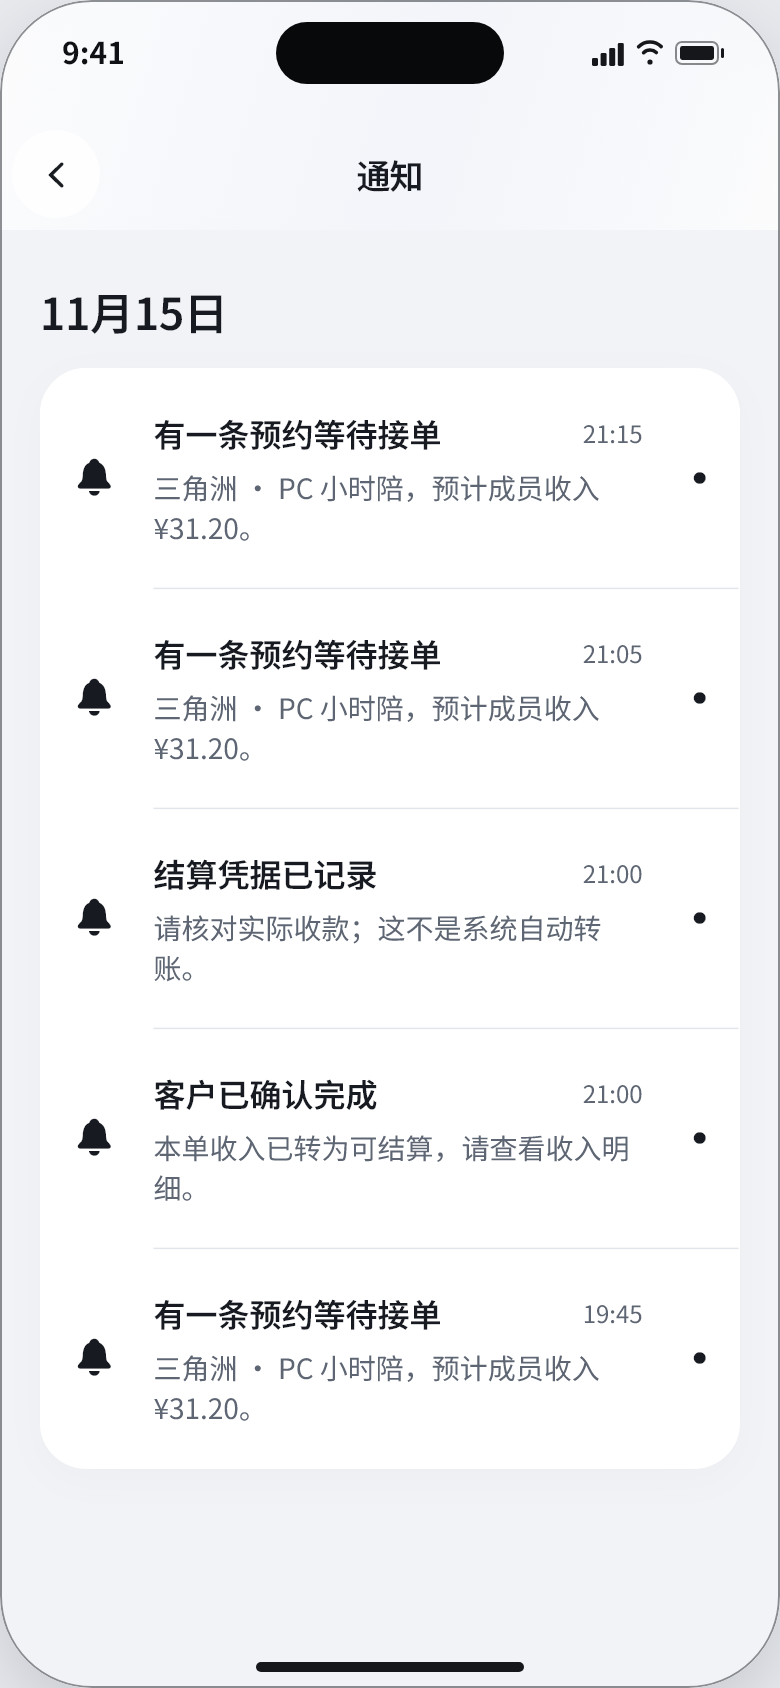 9:41
通知
11月15日
有一条预约等待接单
21:15
三角洲 · PC 小时陪，预计成员收入
¥31.20。
有一条预约等待接单
21:05
三角洲 · PC 小时陪，预计成员收入
¥31.20。
结算凭据已记录
21:00
请核对实际收款；这不是系统自动转
账。
客户已确认完成
21:00
本单收入已转为可结算，请查看收入明
细。
有一条预约等待接单
19:45
三角洲 · PC 小时陪，预计成员收入
¥31.20。